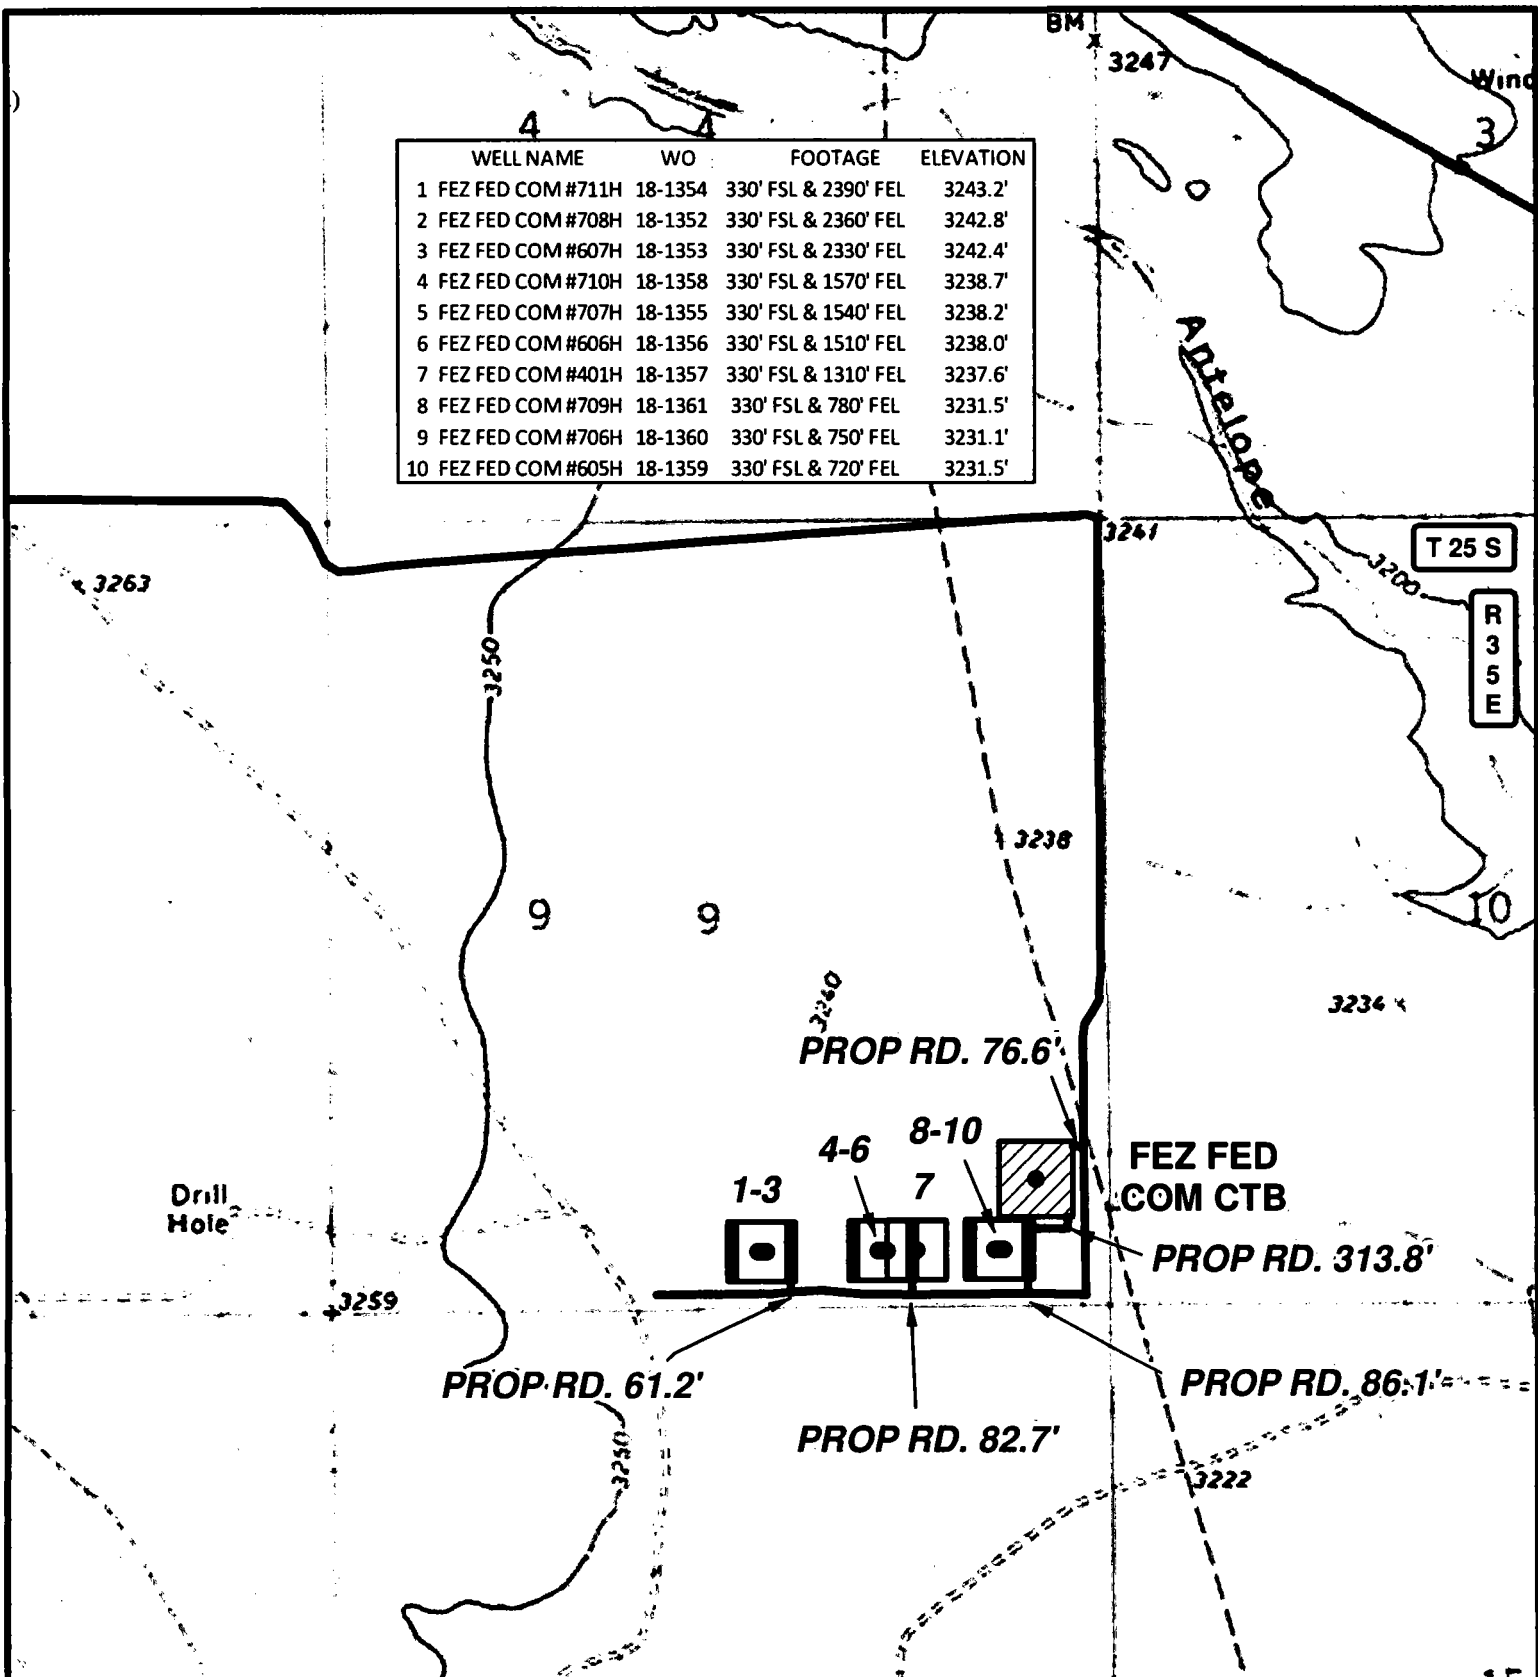 BM
3247
Wind
4 4
3
WELL NAME WO FOOTAGE ELEVATION
1 FEZ FED COM #711H 18-1354 330' FSL & 2390' FEL 3243.2'
2 FEZ FED COM #708H 18-1352 330' FSL & 2360' FEL 3242.8'
3 FEZ FED COM #607H 18-1353 330' FSL & 2330' FEL 3242.4'
4 FEZ FED COM #710H 18-1358 330' FSL & 1570' FEL 3238.7'
5 FEZ FED COM #707H 18-1355 330' FSL & 1540' FEL 3238.2'
6 FEZ FED COM #606H 18-1356 330' FSL & 1510' FEL 3238.0'
7 FEZ FED COM #401H 18-1357 330' FSL & 1310' FEL 3237.6'
8 FEZ FED COM #709H 18-1361 330' FSL & 780' FEL 3231.5'
9 FEZ FED COM #706H 18-1360 330' FSL & 750' FEL 3231.1'
10 FEZ FED COM #605H 18-1359 330' FSL & 720' FEL 3231.5'
Antelope
3241
T 25 S
3200
3263
R
3
5
E
3250
3238
9 9
10
3240
3234
PROP RD. 76.6'
8-10
4-6
7
1-3
FEZ FED
COM CTB
Drill
Hole
PROP RD. 313.8'
3259
PROP RD. 61.2'
PROP RD. 86.1'
PROP RD. 82.7'
3250
3222